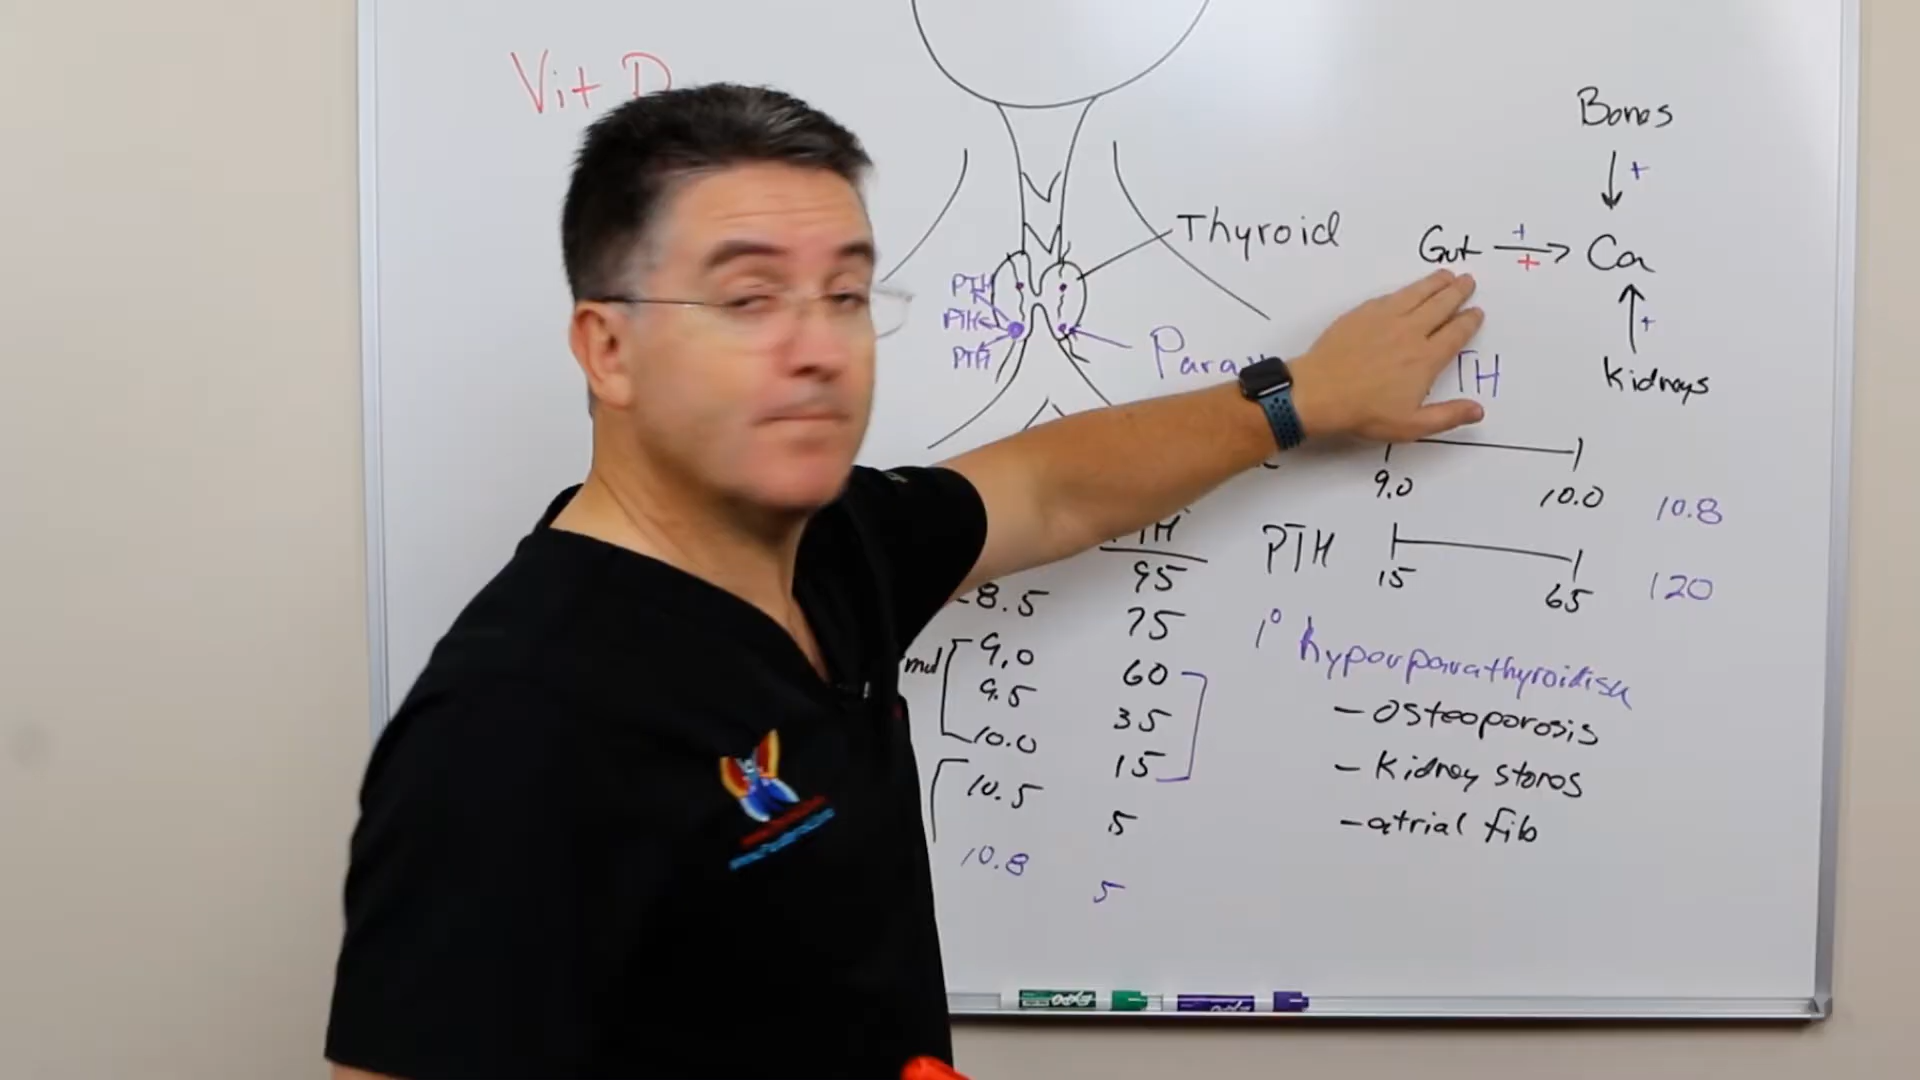 Vit D
Bones
+
Thyroid
Gut + + Ca
PTH
PTH
PTH
+
Kidneys
9.0 10.0 10.8
PTH 15 65 120
PTH
8.5 95
75
9.0 60
9.5 35
10.0 15
10.5 5
10.8 5
1° hyperparathyroidism
- Osteoporosis
- Kidney stones
- atrial fib